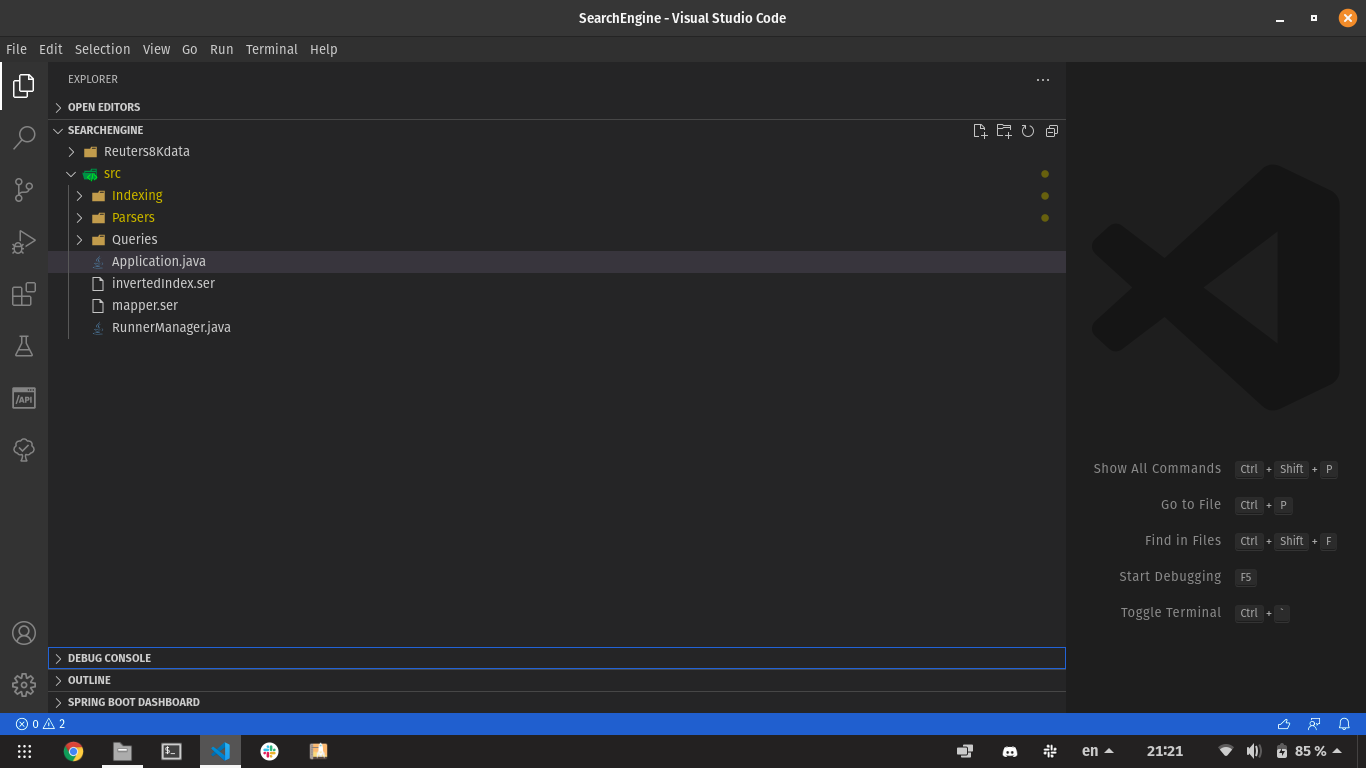 SearchEngine - Visual Studio Code
File Edit Selection View Go Run Terminal Help
EXPLORER
OPEN EDITORS
SEARCHENGINE
Reuters8Kdata
src
Indexing
Parsers
Queries
Application.java
invertedIndex.ser
mapper.ser
RunnerManager.java
/API
Show All Commands Ctrl + Shift + P
Go to File Ctrl + P
Find in Files Ctrl + Shift + F
Start Debugging F5
Toggle Terminal Ctrl + `
DEBUG CONSOLE
OUTLINE
SPRING BOOT DASHBOARD
0 2
$_ en 21:21 85 %